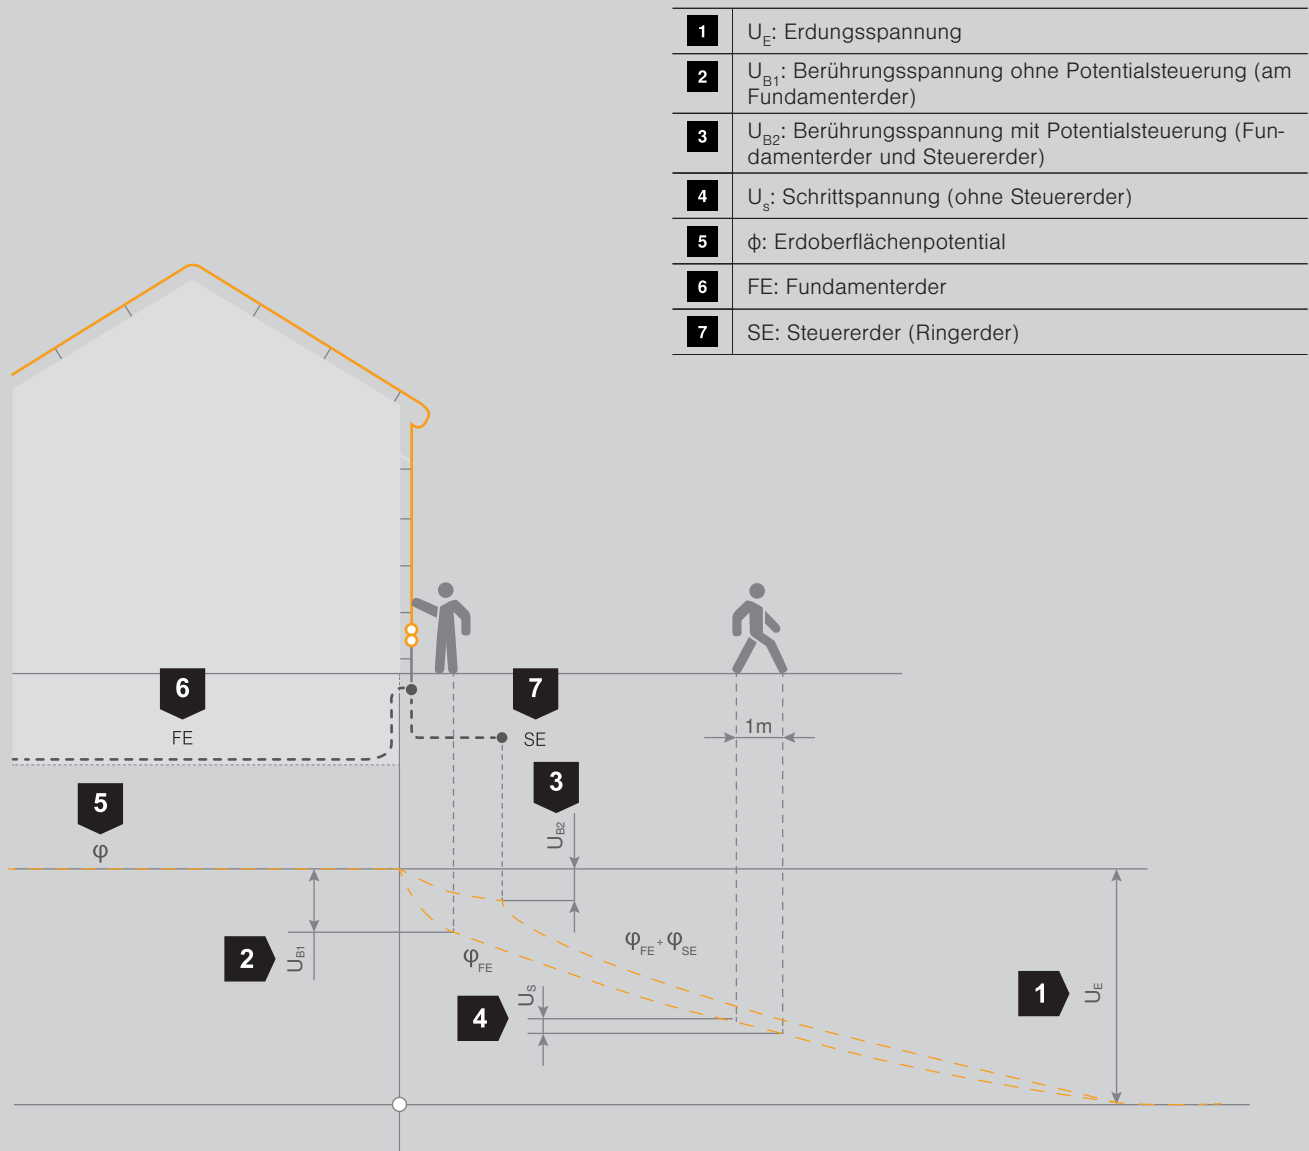 1 U_E: Erdungsspannung
2 U_B1: Berührungsspannung ohne Potentialsteuerung (am
Fundamenterder)
3 U_B2: Berührungsspannung mit Potentialsteuerung (Fun-
damenterder und Steuererder)
4 U_s: Schrittspannung (ohne Steuererder)
5 ϕ: Erdoberflächenpotential
6 FE: Fundamenterder
7 SE: Steuererder (Ringerder)
6
FE
7
SE
1m
5
φ
3
U_B2
2
U_B1
φ_FE
φ_FE + φ_SE
4
U_S
1
U_E